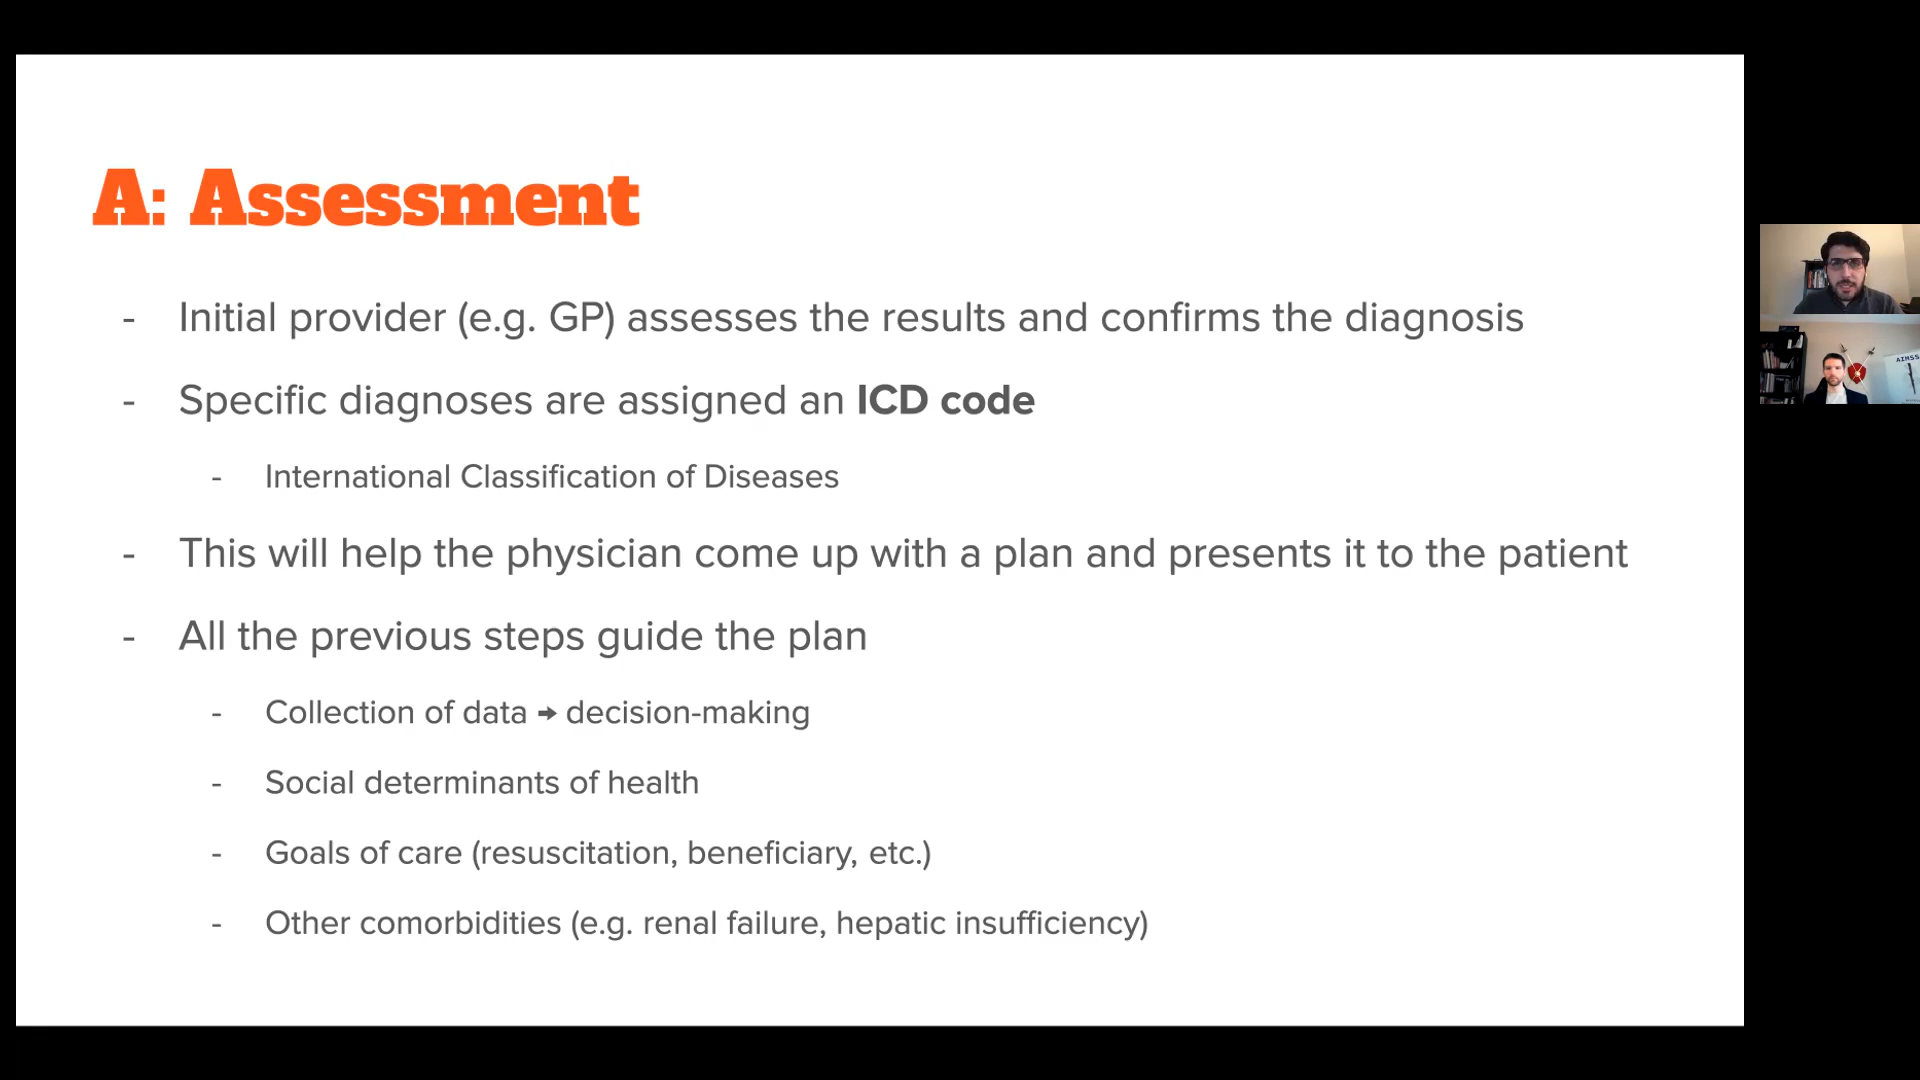 A: Assessment
- Initial provider (e.g. GP) assesses the results and confirms the diagnosis
- Specific diagnoses are assigned an ICD code
- International Classification of Diseases
- This will help the physician come up with a plan and presents it to the patient
- All the previous steps guide the plan
- Collection of data → decision-making
- Social determinants of health
- Goals of care (resuscitation, beneficiary, etc.)
- Other comorbidities (e.g. renal failure, hepatic insufficiency)
AIMSS